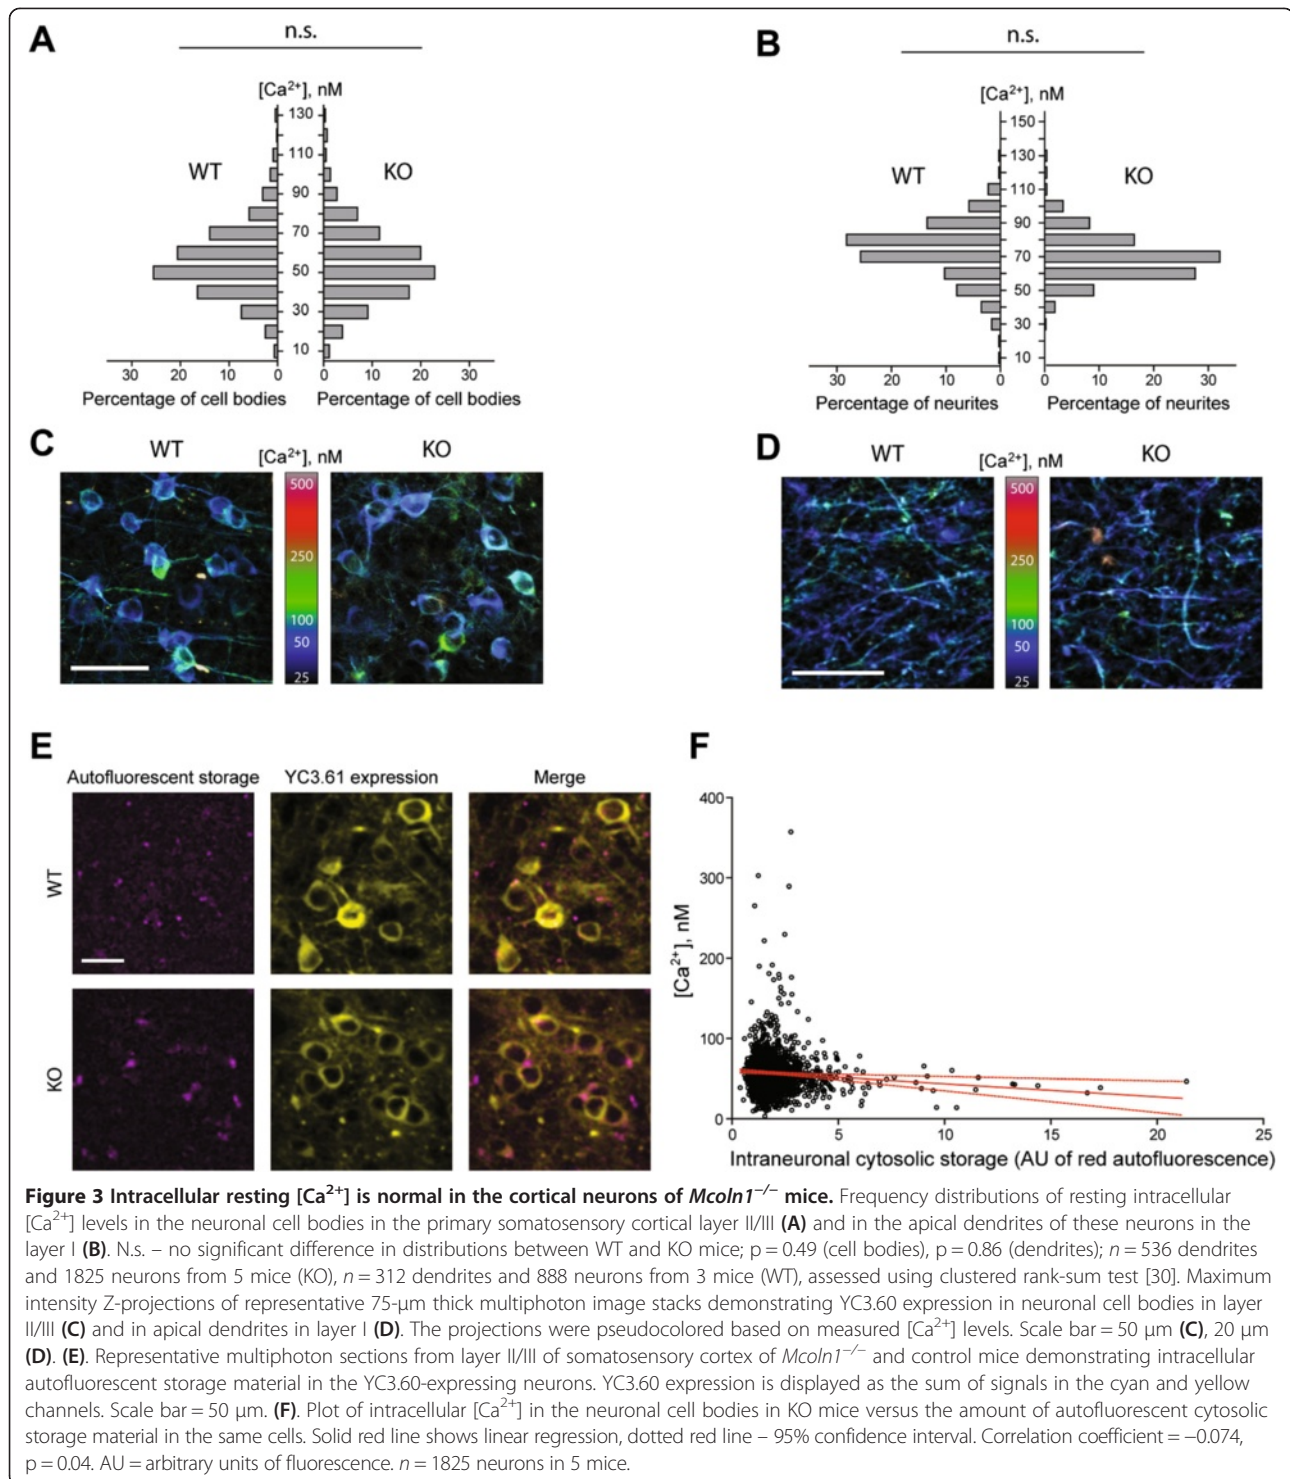 A
n.s.
[Ca²⁺], nM
130
110
90
70
50
30
10
WT
KO
30 20 10 0 0 10 20 30
Percentage of cell bodies Percentage of cell bodies
B
n.s.
[Ca²⁺], nM
150
130
110
90
70
50
30
10
WT
KO
30 20 10 0 0 10 20 30
Percentage of neurites Percentage of neurites
C
WT [Ca²⁺], nM KO
500
250
100
50
25
D
WT [Ca²⁺], nM KO
500
250
100
50
25
E
Autofluorescent storage YC3.61 expression Merge
WT
KO
F
[Ca²⁺], nM
400
300
200
100
0
0 5 10 15 20 25
Intraneuronal cytosolic storage (AU of red autofluorescence)
Figure 3 Intracellular resting [Ca²⁺] is normal in the cortical neurons of Mcoln1⁻/⁻ mice. Frequency distributions of resting intracellular
[Ca²⁺] levels in the neuronal cell bodies in the primary somatosensory cortical layer II/III (A) and in the apical dendrites of these neurons in the
layer I (B). N.s. – no significant difference in distributions between WT and KO mice; p = 0.49 (cell bodies), p = 0.86 (dendrites); n = 536 dendrites
and 1825 neurons from 5 mice (KO), n = 312 dendrites and 888 neurons from 3 mice (WT), assessed using clustered rank-sum test [30]. Maximum
intensity Z-projections of representative 75-μm thick multiphoton image stacks demonstrating YC3.60 expression in neuronal cell bodies in layer
II/III (C) and in apical dendrites in layer I (D). The projections were pseudocolored based on measured [Ca²⁺] levels. Scale bar = 50 μm (C), 20 μm
(D). (E). Representative multiphoton sections from layer II/III of somatosensory cortex of Mcoln1⁻/⁻ and control mice demonstrating intracellular
autofluorescent storage material in the YC3.60-expressing neurons. YC3.60 expression is displayed as the sum of signals in the cyan and yellow
channels. Scale bar = 50 μm. (F). Plot of intracellular [Ca²⁺] in the neuronal cell bodies in KO mice versus the amount of autofluorescent cytosolic
storage material in the same cells. Solid red line shows linear regression, dotted red line – 95% confidence interval. Correlation coefficient = −0.074,
p = 0.04. AU = arbitrary units of fluorescence. n = 1825 neurons in 5 mice.